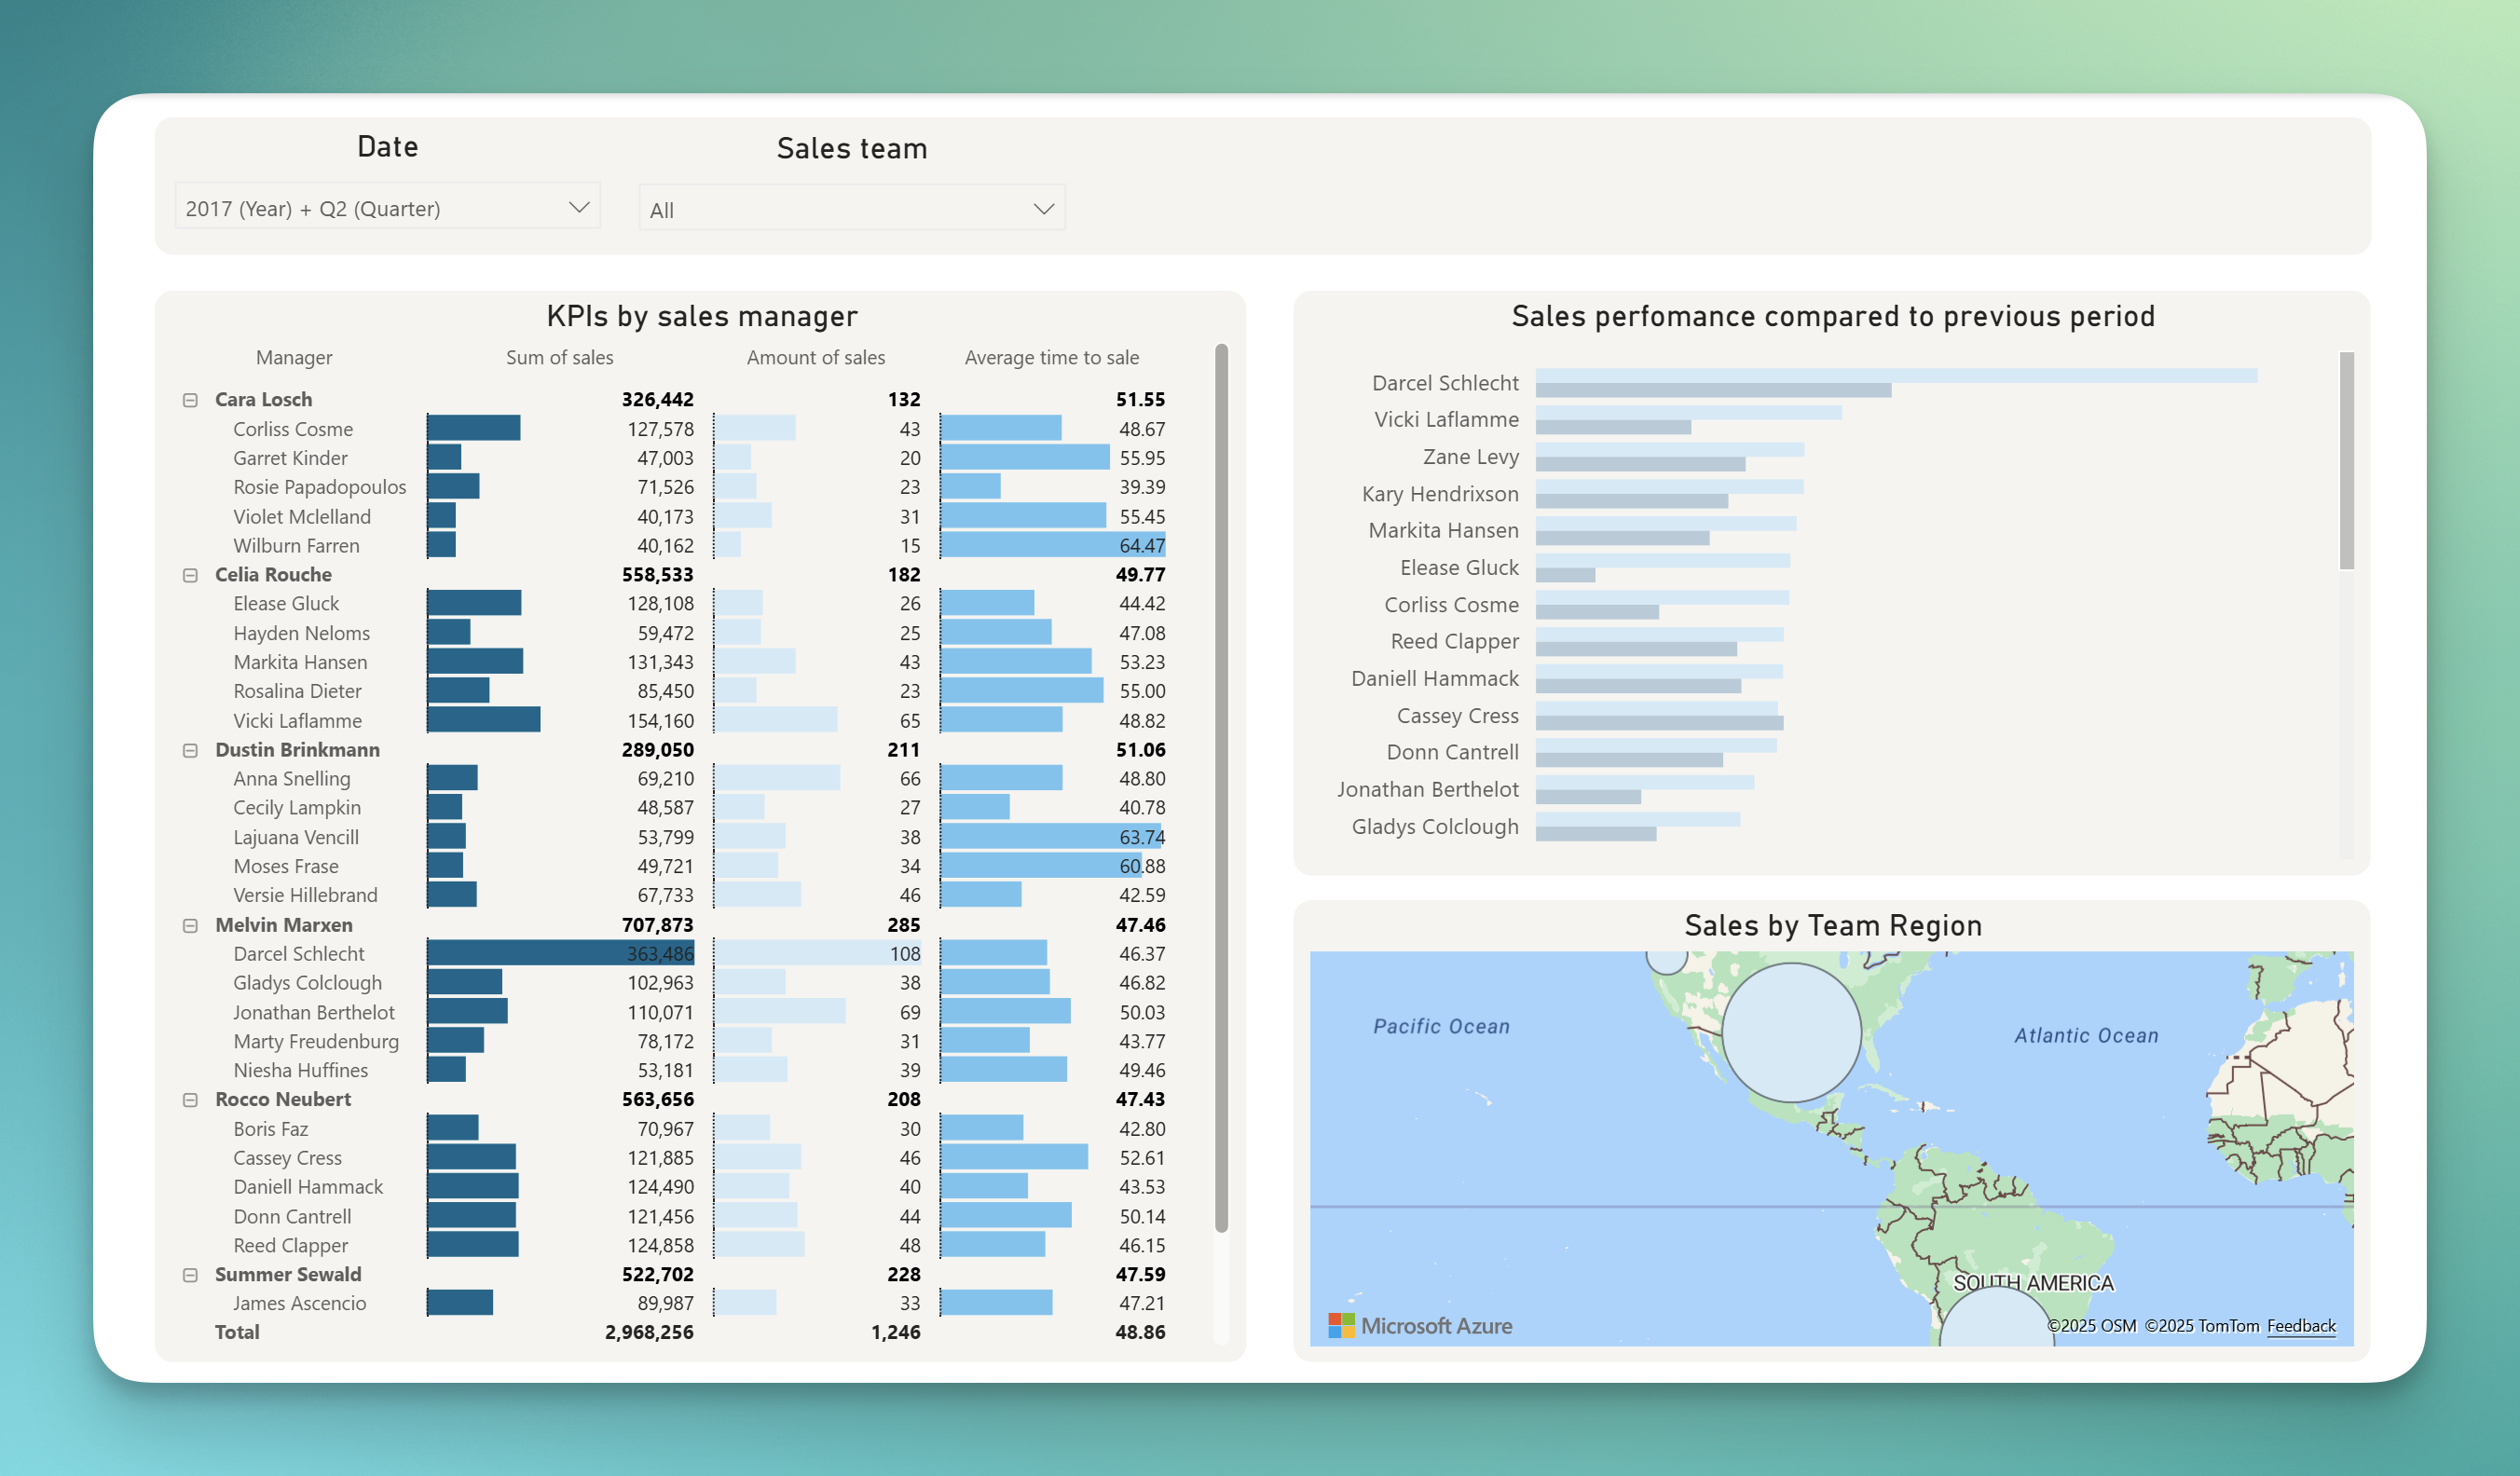 Date
Sales team
2017 (Year) + Q2 (Quarter)
All
KPIs by sales manager
Manager Sum of sales Amount of sales Average time to sale
Cara Losch 326,442 132 51.55
Corliss Cosme 127,578 43 48.67
Garret Kinder 47,003 20 55.95
Rosie Papadopoulos 71,526 23 39.39
Violet Mclelland 40,173 31 55.45
Wilburn Farren 40,162 15 64.47
Celia Rouche 558,533 182 49.77
Elease Gluck 128,108 26 44.42
Hayden Neloms 59,472 25 47.08
Markita Hansen 131,343 43 53.23
Rosalina Dieter 85,450 23 55.00
Vicki Laflamme 154,160 65 48.82
Dustin Brinkmann 289,050 211 51.06
Anna Snelling 69,210 66 48.80
Cecily Lampkin 48,587 27 40.78
Lajuana Vencill 53,799 38 63.74
Moses Frase 49,721 34 60.88
Versie Hillebrand 67,733 46 42.59
Melvin Marxen 707,873 285 47.46
Darcel Schlecht 363,486 108 46.37
Gladys Colclough 102,963 38 46.82
Jonathan Berthelot 110,071 69 50.03
Marty Freudenburg 78,172 31 43.77
Niesha Huffines 53,181 39 49.46
Rocco Neubert 563,656 208 47.43
Boris Faz 70,967 30 42.80
Cassey Cress 121,885 46 52.61
Daniell Hammack 124,490 40 43.53
Donn Cantrell 121,456 44 50.14
Reed Clapper 124,858 48 46.15
Summer Sewald 522,702 228 47.59
James Ascencio 89,987 33 47.21
Total 2,968,256 1,246 48.86
Sales perfomance compared to previous period
Darcel Schlecht
Vicki Laflamme
Zane Levy
Kary Hendrixson
Markita Hansen
Elease Gluck
Corliss Cosme
Reed Clapper
Daniell Hammack
Cassey Cress
Donn Cantrell
Jonathan Berthelot
Gladys Colclough
Sales by Team Region
Pacific Ocean
Atlantic Ocean
SOUTH AMERICA
Microsoft Azure
©2025 OSM ©2025 TomTom Feedback